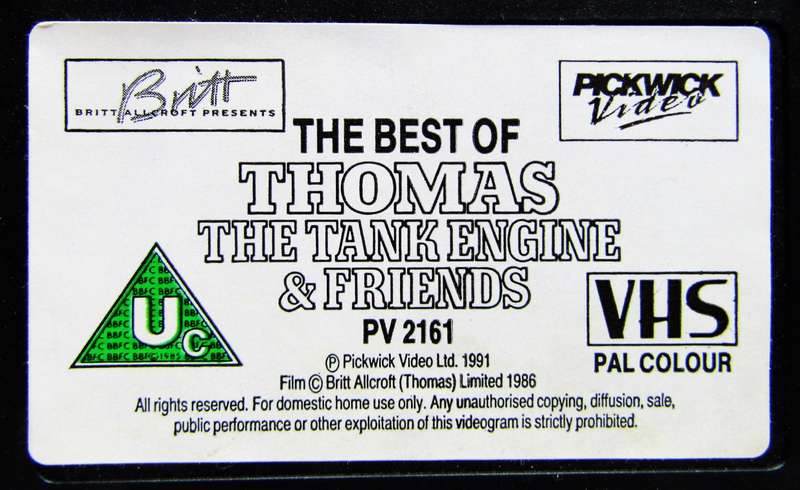 Britt
BRITT ALLCROFT PRESENTS
PICKWICK
Video
THE BEST OF
THOMAS
THE TANK ENGINE
& FRIENDS
Uc
VHS
PAL COLOUR
PV 2161
Ⓟ Pickwick Video Ltd. 1991
Film © Britt Allcroft (Thomas) Limited 1986
All rights reserved. For domestic home use only. Any unauthorised copying, diffusion, sale,
public performance or other exploitation of this videogram is strictly prohibited.